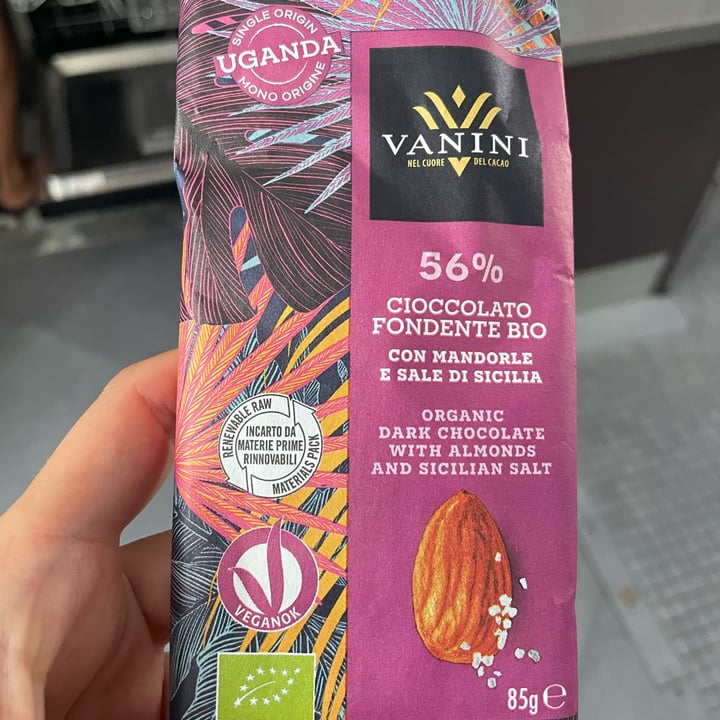 SINGLE ORIGIN
UGANDA
MONO ORIGINE
VANINI
NEL CUORE DEL CACAO
56%
CIOCCOLATO
FONDENTE BIO
CON MANDORLE
E SALE DI SICILIA
ORGANIC
DARK CHOCOLATE
WITH ALMONDS
AND SICILIAN SALT
RENEWABLE RAW
INCARTO DA
MATERIE PRIME
RINNOVABILI
MATERIALS PACK
VEGANOK
85g e